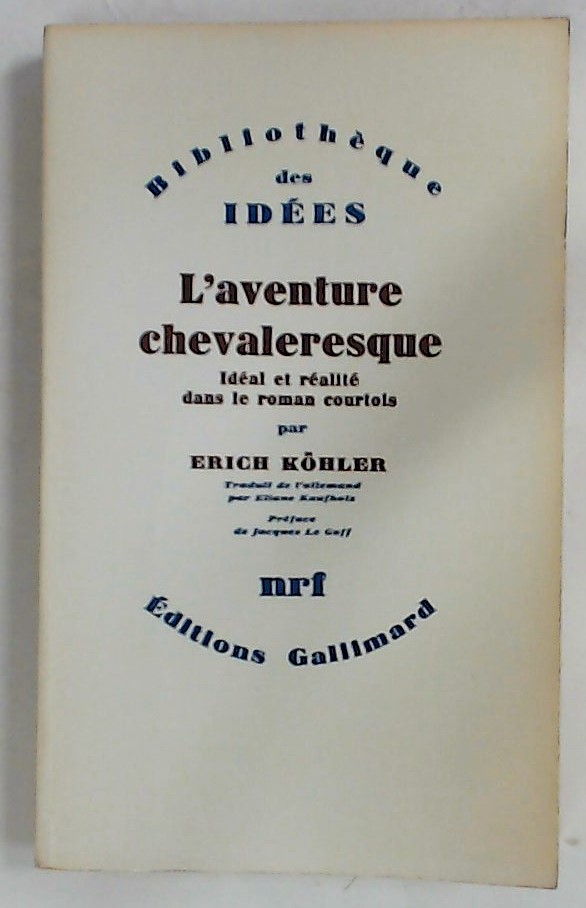 Bibliothèque
des
IDÉES
L'aventure
chevaleresque
Idéal et réalité
dans le roman courtois
par
ERICH KÖHLER
Traduit de l'allemand
par Eliane Kaufholz
Préface
de Jacques Le Goff
nrf
Éditions Gallimard